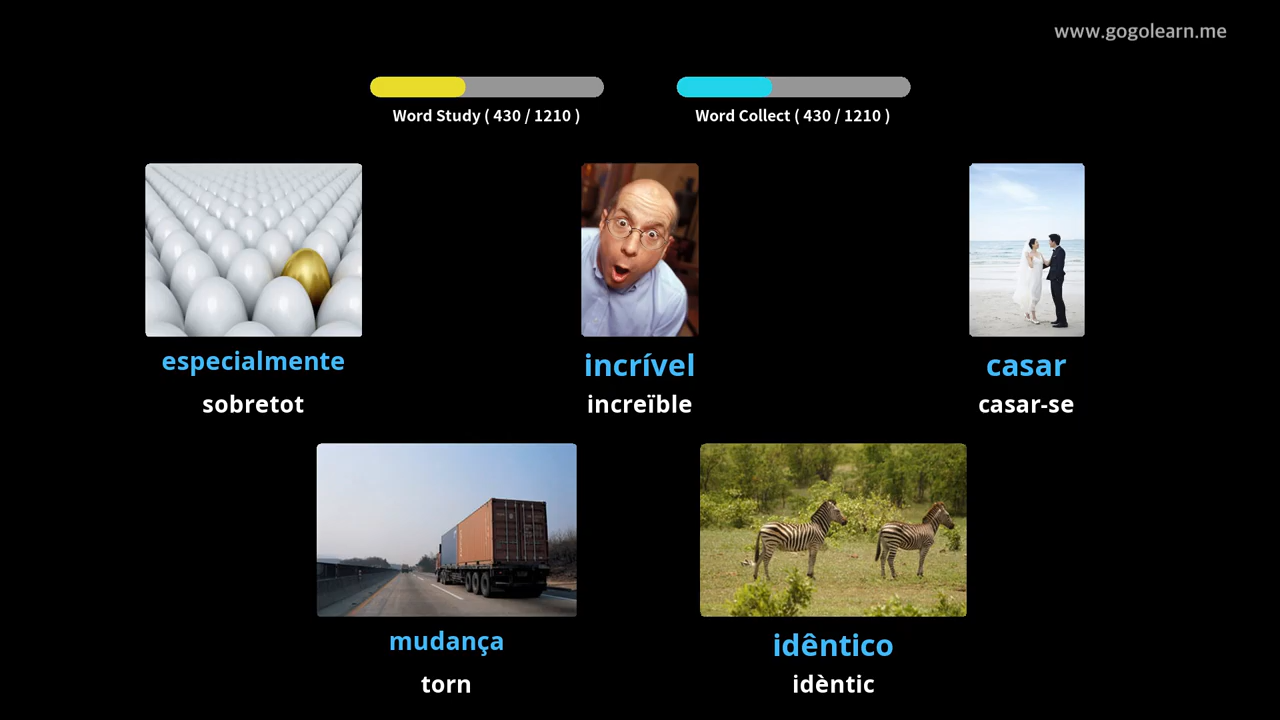 www.gogolearn.me
Word Study ( 430 / 1210 )
Word Collect ( 430 / 1210 )
especialmente
sobretot
incrível
increïble
casar
casar-se
mudança
torn
idêntico
idèntic